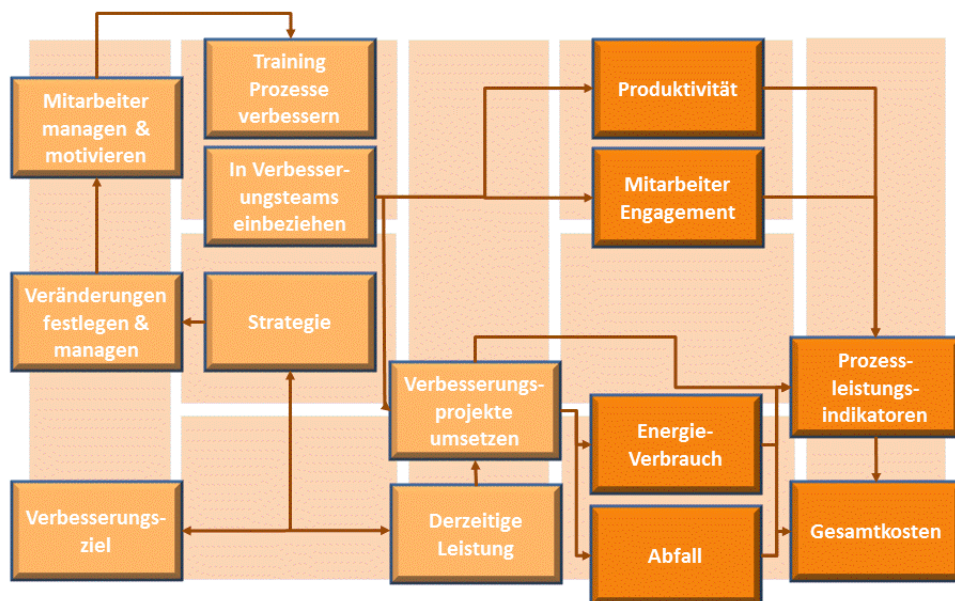 Training
Prozesse
verbessern
Mitarbeiter
managen &
motivieren
Produktivität
In Verbesser-
ungsteams
einbeziehen
Mitarbeiter
Engagement
Veränderungen
festlegen &
managen
Strategie
Verbesserungs-
projekte
umsetzen
Prozess-
leistungs-
indikatoren
Energie-
Verbrauch
Verbesserungs-
ziel
Derzeitige
Leistung
Abfall
Gesamtkosten